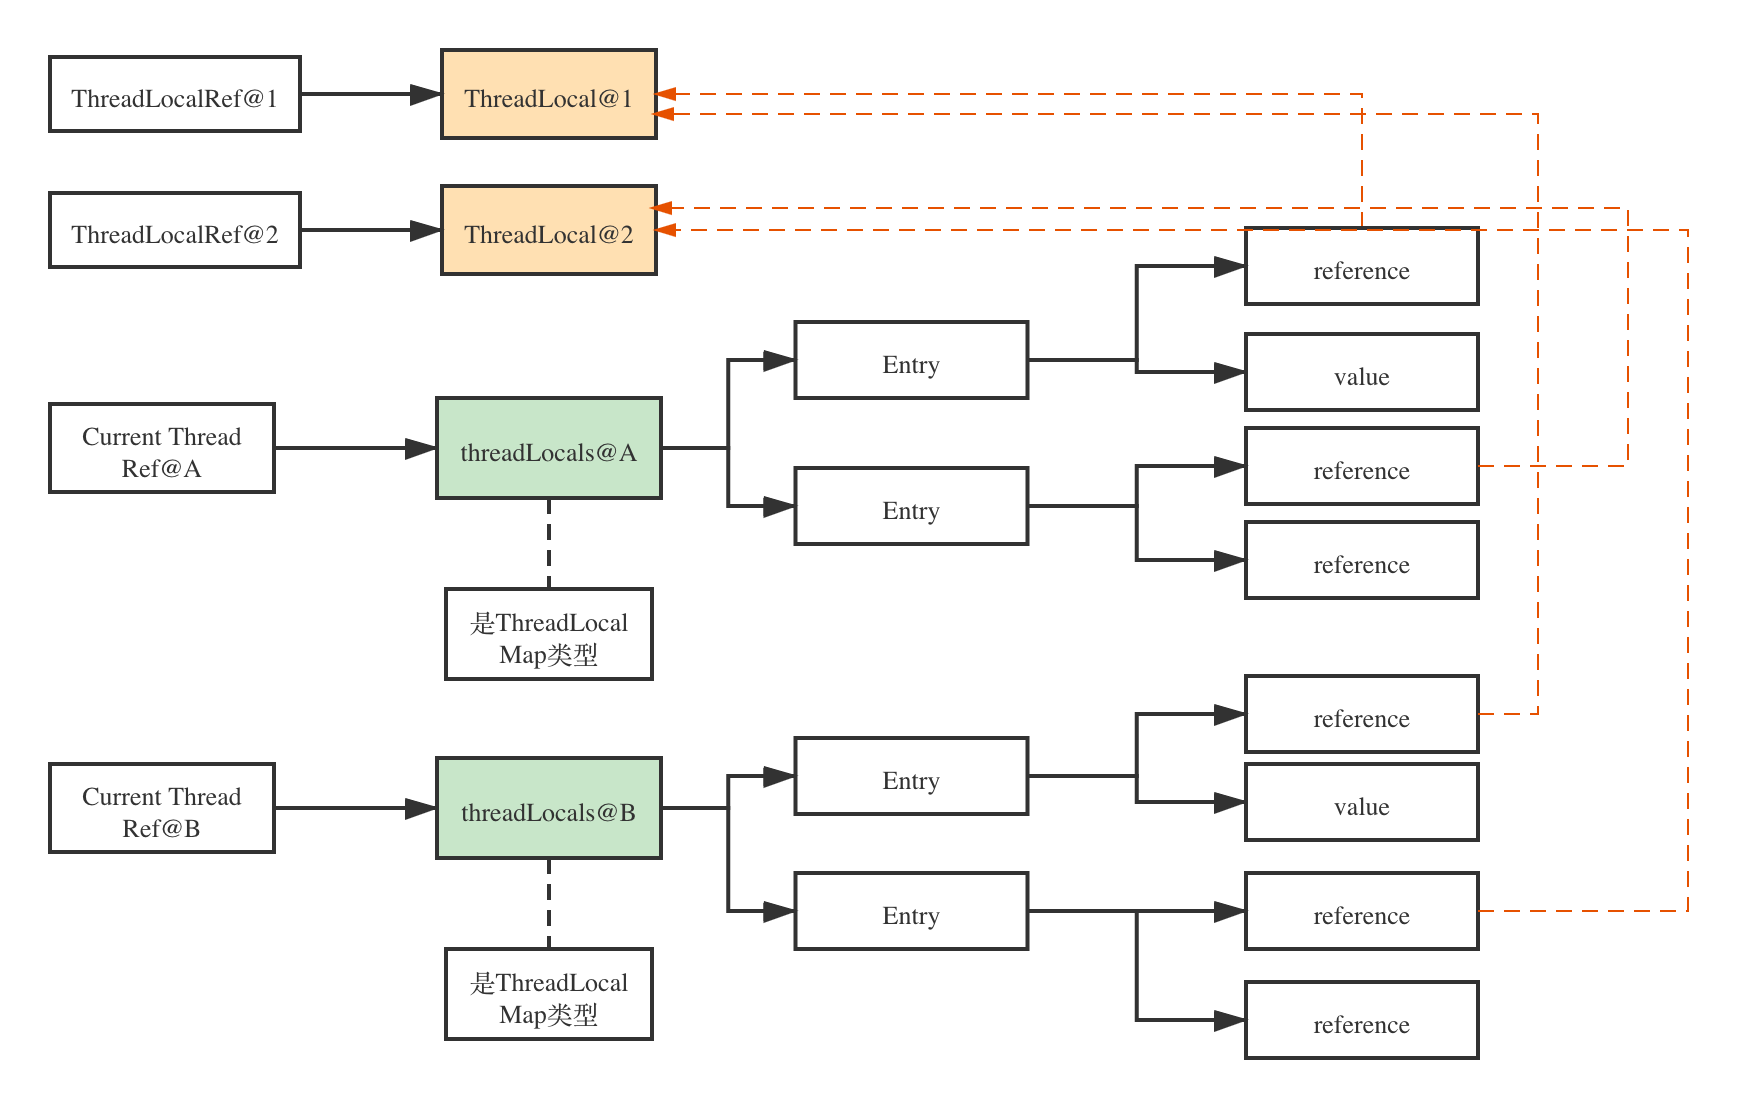 ThreadLocalRef@1
ThreadLocal@1
ThreadLocalRef@2
ThreadLocal@2
reference
Entry
value
Current Thread
Ref@A
threadLocals@A
reference
Entry
reference
是ThreadLocal
Map类型
reference
Entry
value
Current Thread
Ref@B
threadLocals@B
Entry
reference
是ThreadLocal
Map类型
reference